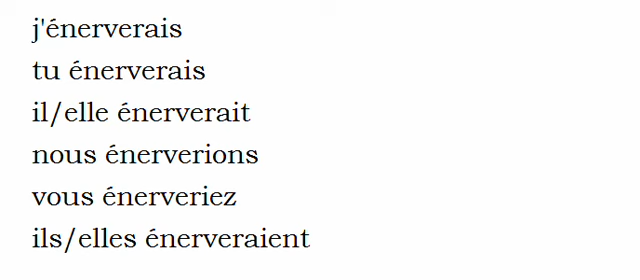 j'énerverais
tu énerverais
il/elle énerverait
nous énerverions
vous énerveriez
ils/elles énerveraient